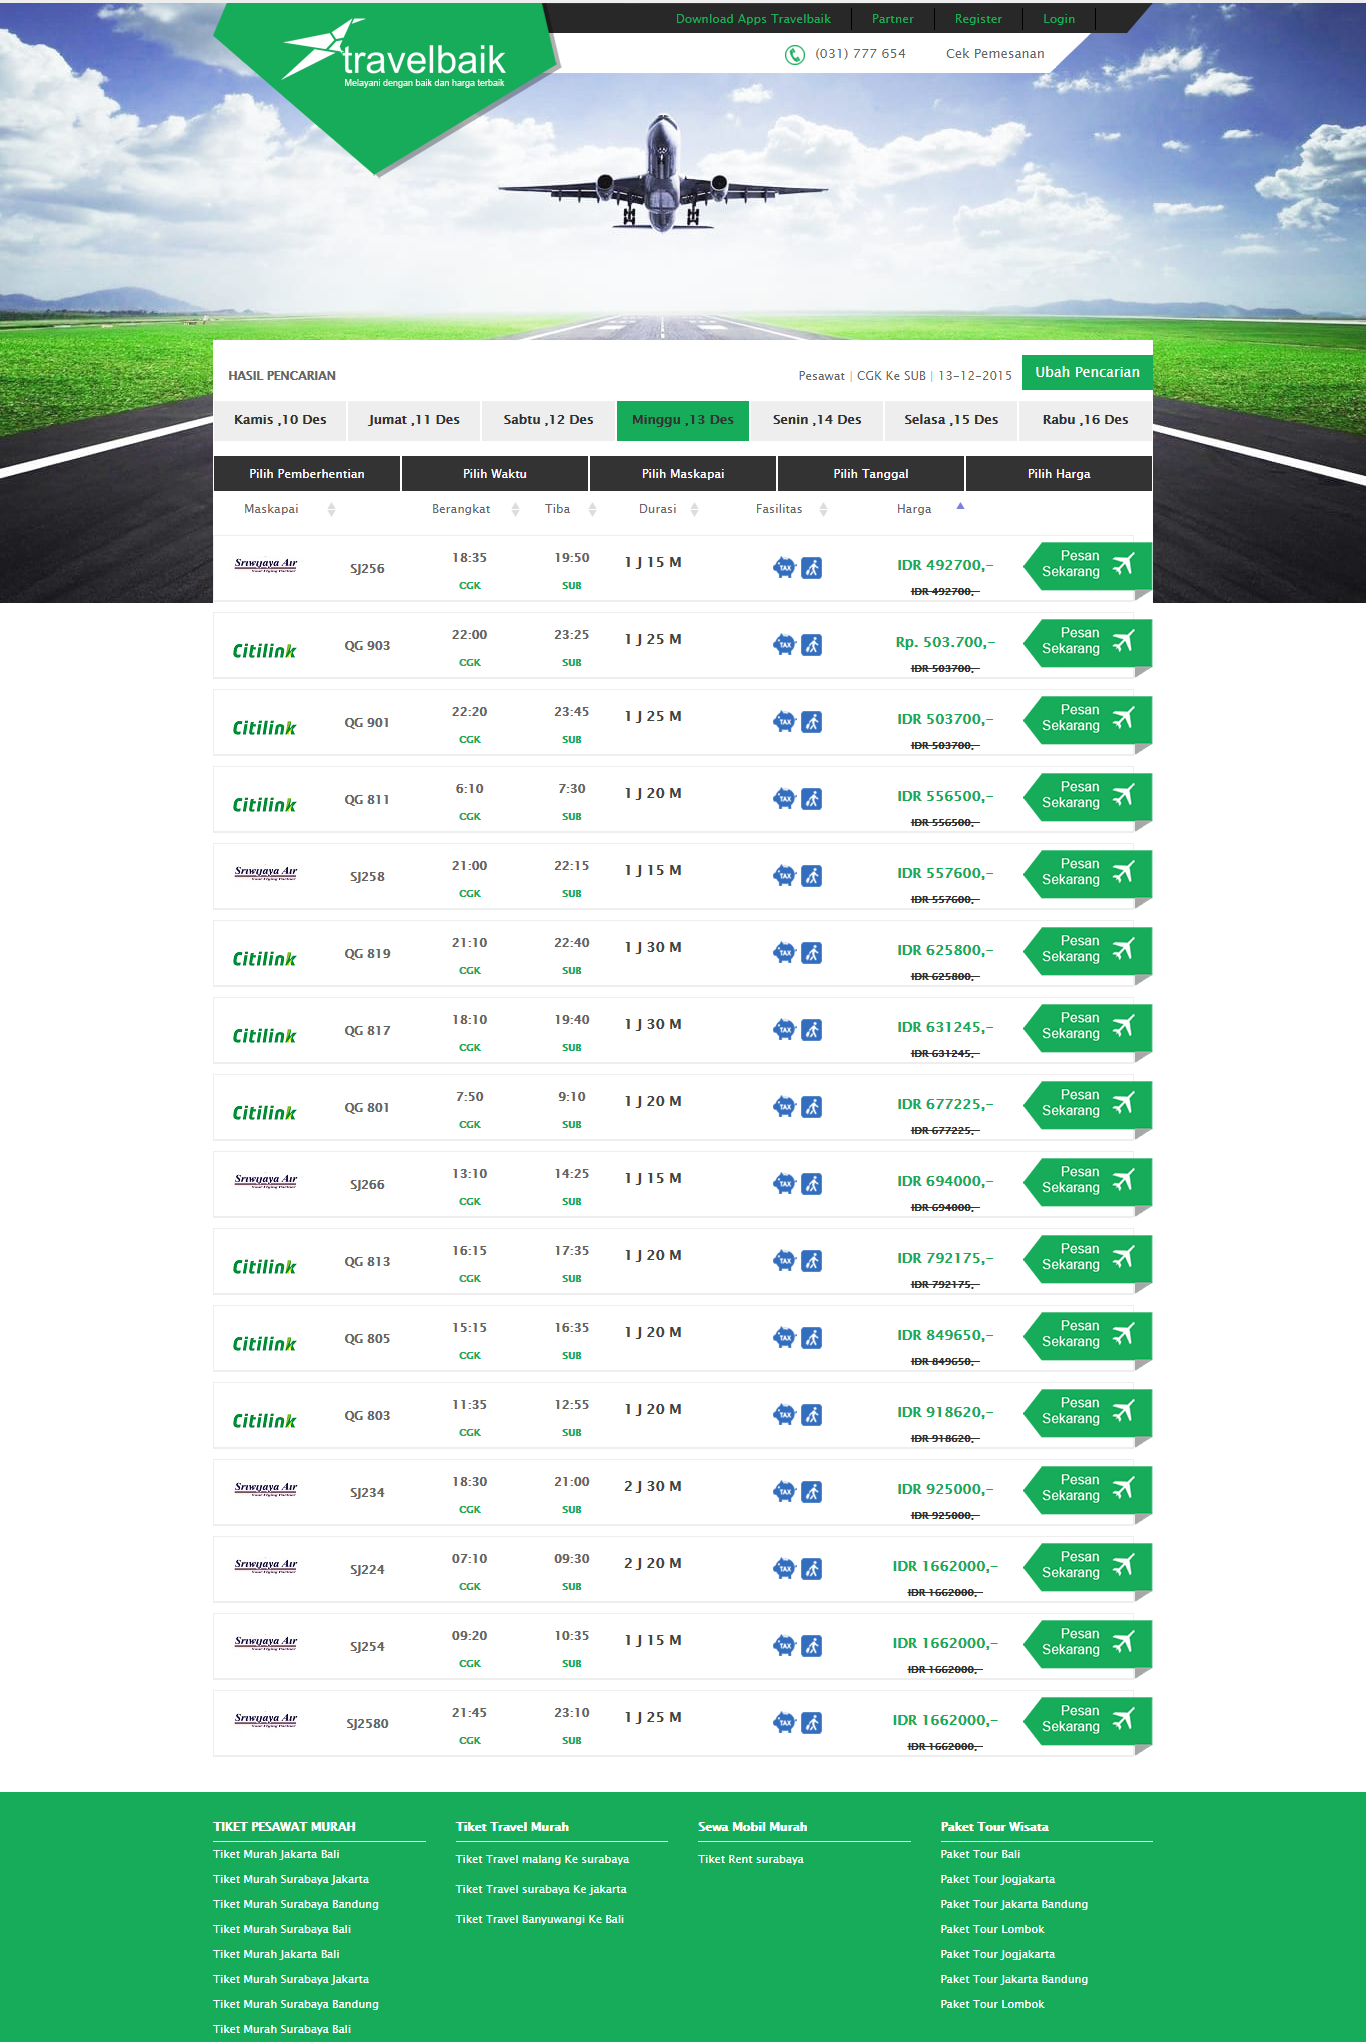 Download Apps Travelbaik Partner Register Login
travelbaik
Melayani dengan baik dan harga terbaik
(031) 777 654 Cek Pemesanan
HASIL PENCARIAN Pesawat | CGK Ke SUB | 13-12-2015 Ubah Pencarian
Kamis ,10 Des Jumat ,11 Des Sabtu ,12 Des Minggu ,13 Des Senin ,14 Des Selasa ,15 Des Rabu ,16 Des
Pilih Pemberhentian Pilih Waktu Pilih Maskapai Pilih Tanggal Pilih Harga
Maskapai Berangkat Tiba Durasi Fasilitas Harga
Sriwijaya Air SJ256 18:35 19:50 1 J 15 M TAX IDR 492700,- Pesan Sekarang
Your Flying Partner CGK SUB IDR 492700,-
Citilink QG 903 22:00 23:25 1 J 25 M TAX Rp. 503.700,- Pesan Sekarang
CGK SUB IDR 503700,-
Citilink QG 901 22:20 23:45 1 J 25 M TAX IDR 503700,- Pesan Sekarang
CGK SUB IDR 503700,-
Citilink QG 811 6:10 7:30 1 J 20 M TAX IDR 556500,- Pesan Sekarang
CGK SUB IDR 556500,-
Sriwijaya Air SJ258 21:00 22:15 1 J 15 M TAX IDR 557600,- Pesan Sekarang
Your Flying Partner CGK SUB IDR 557600,-
Citilink QG 819 21:10 22:40 1 J 30 M TAX IDR 625800,- Pesan Sekarang
CGK SUB IDR 625800,-
Citilink QG 817 18:10 19:40 1 J 30 M TAX IDR 631245,- Pesan Sekarang
CGK SUB IDR 631245,-
Citilink QG 801 7:50 9:10 1 J 20 M TAX IDR 677225,- Pesan Sekarang
CGK SUB IDR 677225,-
Sriwijaya Air SJ266 13:10 14:25 1 J 15 M TAX IDR 694000,- Pesan Sekarang
Your Flying Partner CGK SUB IDR 694000,-
Citilink QG 813 16:15 17:35 1 J 20 M TAX IDR 792175,- Pesan Sekarang
CGK SUB IDR 792175,-
Citilink QG 805 15:15 16:35 1 J 20 M TAX IDR 849650,- Pesan Sekarang
CGK SUB IDR 849650,-
Citilink QG 803 11:35 12:55 1 J 20 M TAX IDR 918620,- Pesan Sekarang
CGK SUB IDR 918620,-
Sriwijaya Air SJ234 18:30 21:00 2 J 30 M TAX IDR 925000,- Pesan Sekarang
Your Flying Partner CGK SUB IDR 925000,-
Sriwijaya Air SJ224 07:10 09:30 2 J 20 M TAX IDR 1662000,- Pesan Sekarang
Your Flying Partner CGK SUB IDR 1662000,-
Sriwijaya Air SJ254 09:20 10:35 1 J 15 M TAX IDR 1662000,- Pesan Sekarang
Your Flying Partner CGK SUB IDR 1662000,-
Sriwijaya Air SJ2580 21:45 23:10 1 J 25 M TAX IDR 1662000,- Pesan Sekarang
Your Flying Partner CGK SUB IDR 1662000,-
TIKET PESAWAT MURAH
Tiket Murah Jakarta Bali
Tiket Murah Surabaya Jakarta
Tiket Murah Surabaya Bandung
Tiket Murah Surabaya Bali
Tiket Murah Jakarta Bali
Tiket Murah Surabaya Jakarta
Tiket Murah Surabaya Bandung
Tiket Murah Surabaya Bali
Tiket Travel Murah
Tiket Travel malang Ke surabaya
Tiket Travel surabaya Ke jakarta
Tiket Travel Banyuwangi Ke Bali
Sewa Mobil Murah
Tiket Rent surabaya
Paket Tour Wisata
Paket Tour Bali
Paket Tour Jogjakarta
Paket Tour Jakarta Bandung
Paket Tour Lombok
Paket Tour Jogjakarta
Paket Tour Jakarta Bandung
Paket Tour Lombok